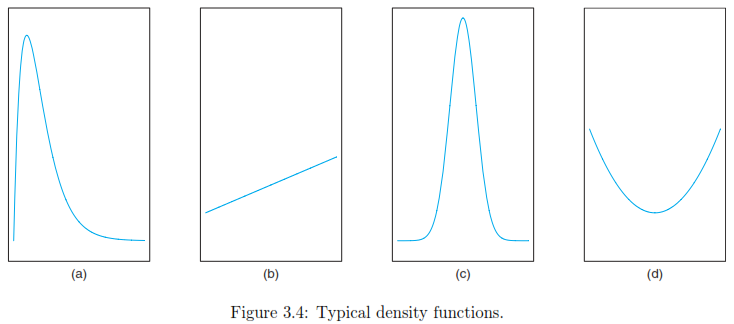 (a) (b) (c) (d)
Figure 3.4: Typical density functions.